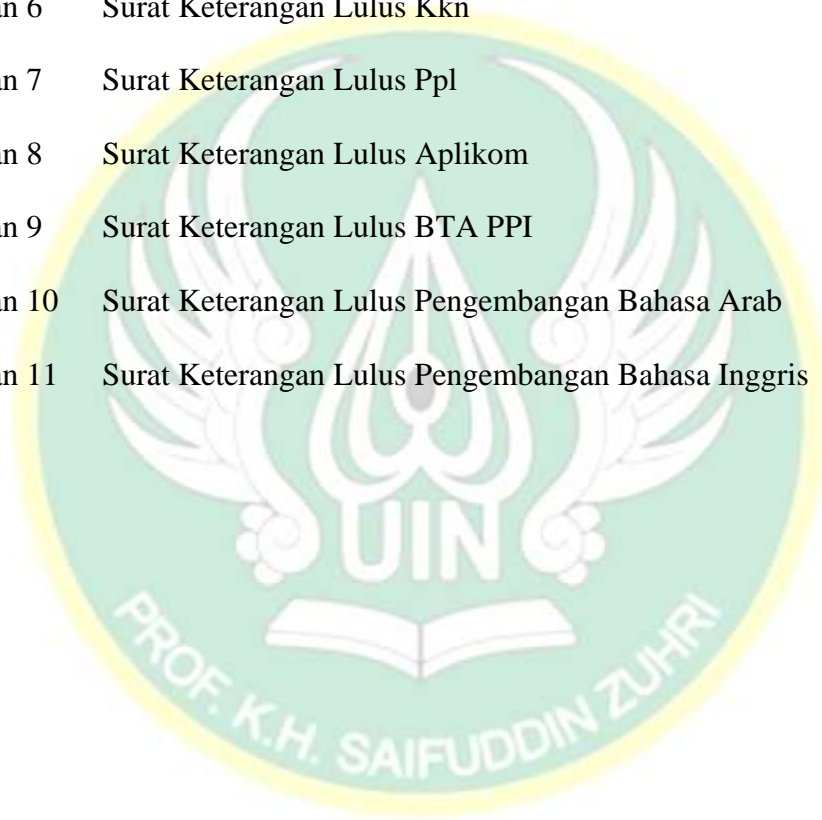 an 6 Surat Keterangan Lulus Kkn
an 7 Surat Keterangan Lulus Ppl
an 8 Surat Keterangan Lulus Aplikom
an 9 Surat Keterangan Lulus BTA PPI
an 10 Surat Keterangan Lulus Pengembangan Bahasa Arab
an 11 Surat Keterangan Lulus Pengembangan Bahasa Inggris
UIN
PROF. K.H. SAIFUDDIN ZUHRI